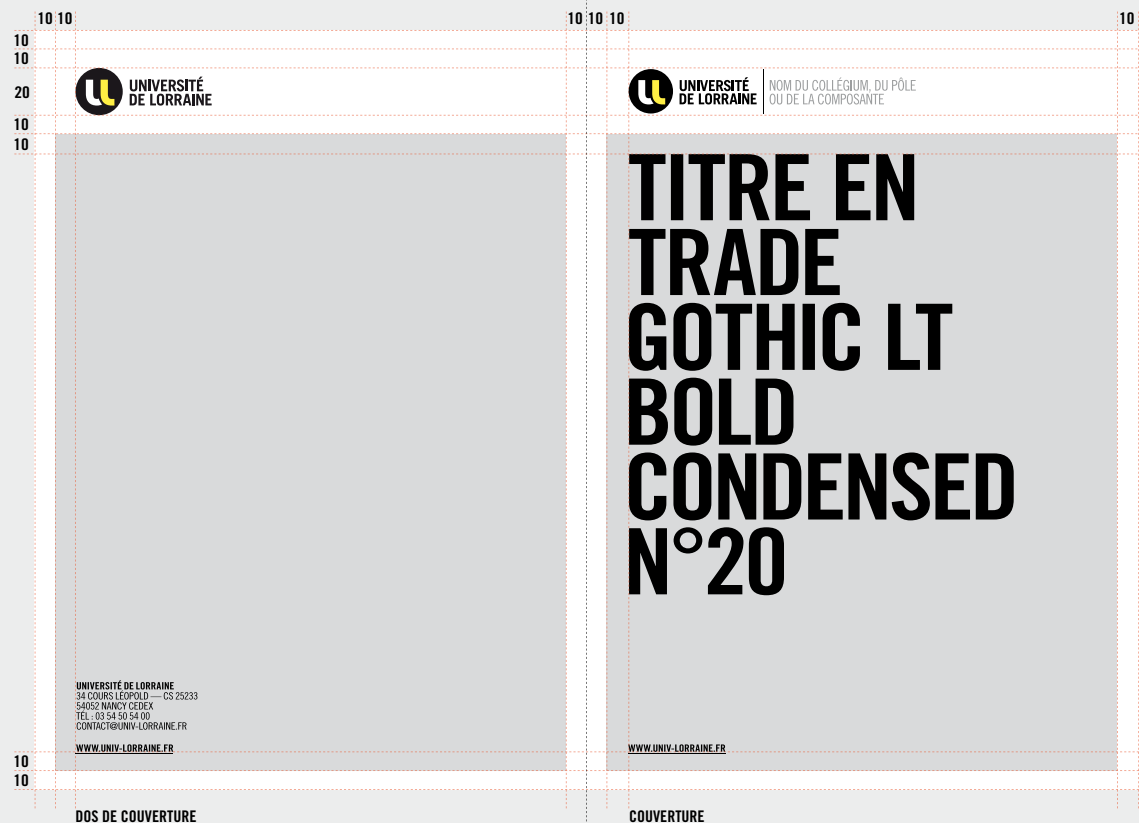 10 10
10 10 10
10
10
10
20
10
10
UNIVERSITÉ
DE LORRAINE
UNIVERSITÉ DE LORRAINE
34 COURS LÉOPOLD — CS 25233
54052 NANCY CEDEX
TÉL : 03 54 50 54 00
CONTACT@UNIV-LORRAINE.FR
WWW.UNIV-LORRAINE.FR
10
10
DOS DE COUVERTURE
UNIVERSITÉ
DE LORRAINE
NOM DU COLLÉGIUM, DU PÔLE
OU DE LA COMPOSANTE
TITRE EN
TRADE
GOTHIC LT
BOLD
CONDENSED
N°20
WWW.UNIV-LORRAINE.FR
COUVERTURE